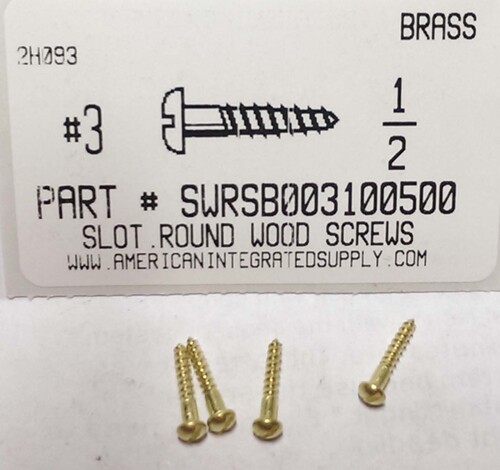 BRASS
2H093
#3 1/2
PART # SWRSB003100500
SLOT.ROUND WOOD SCREWS
WWW.AMERICANINTEGRATEDSUPPLY.COM